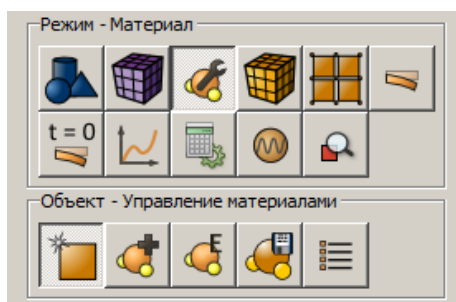 Режим - Материал
t = 0
Объект - Управление материалами
E